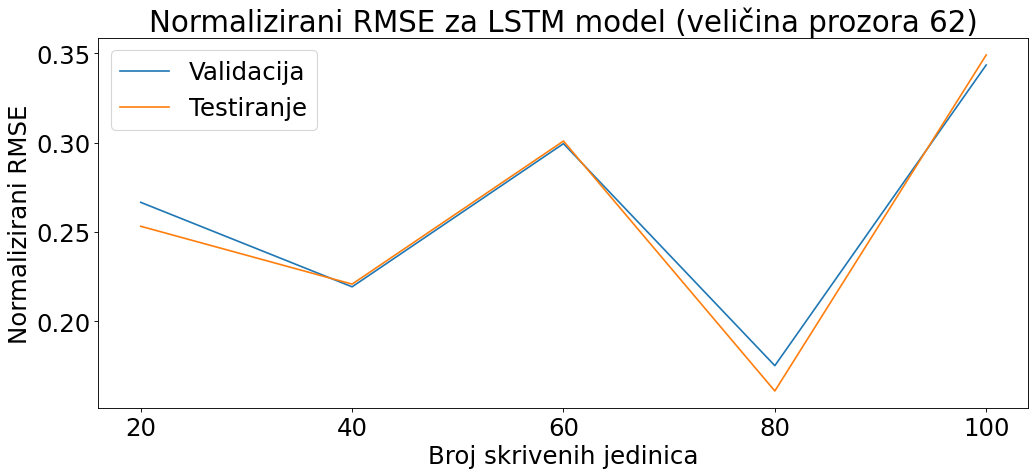 Normalizirani RMSE za LSTM model (veličina prozora 62)
Validacija
Testiranje
Normalizirani RMSE
0.35
0.30
0.25
0.20
20 40 60 80 100
Broj skrivenih jedinica